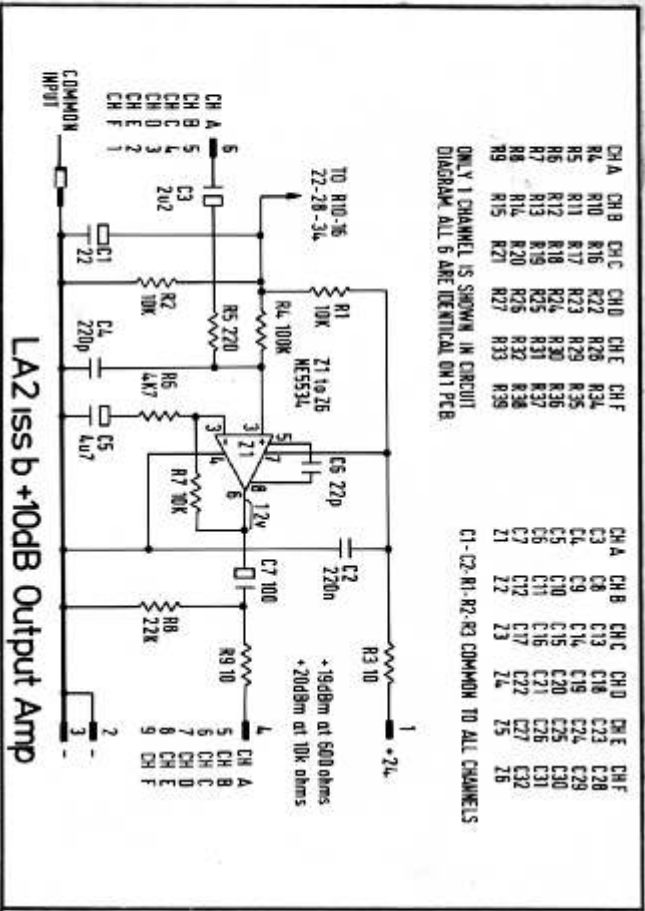 CH A CH B CH C CH D CH E CH F
R4 R10 R16 R22 R28 R34
R5 R11 R17 R23 R29 R35
R6 R12 R18 R24 R30 R36
R7 R13 R19 R25 R31 R37
R8 R14 R20 R26 R32 R38
R9 R15 R21 R27 R33 R39
ONLY 1 CHANNEL IS SHOWN IN CIRCUIT
DIAGRAM. ALL 6 ARE IDENTICAL ON 1 PCB.
CH A CH B CH C CH D CH E CH F
C3 C8 C13 C18 C23 C28
C4 C9 C14 C19 C24 C29
C5 C10 C15 C20 C25 C30
C6 C11 C16 C21 C26 C31
C7 C12 C17 C22 C27 C32
Z1 Z2 Z3 Z4 Z5 Z6
C1-C2-R1-R2-R3 COMMON TO ALL CHANNELS
TO R10-16
22-28-34
R1
10K
R3 10
1
+24
R4 100K
Z1 to Z6
NE5534
C6 22p
C2
220n
+19dBm at 600 ohms
+20dBm at 10k ohms
CH A 6
CH B 5
CH C 4
CH D 3
CH E 2
CH F 1
C3
2u2
R5 220
3
+
5
7
8
Z1
6
12v
3
-
4
C7 100
R9 10
4 CH A
5 CH B
6 CH C
7 CH D
8 CH E
9 CH F
C1
22
R2
10K
C4
220p
R6
4K7
R7 10K
C5
4u7
R8
22K
COMMON
INPUT
2 -
3 -
LA2 iss b +10dB Output Amp